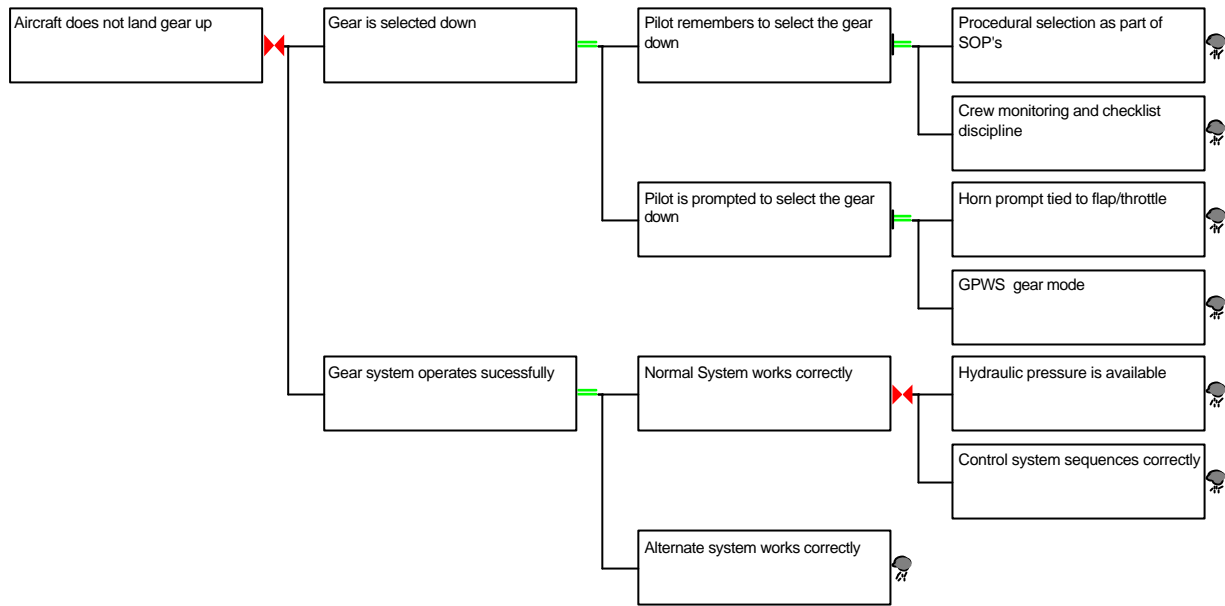 Aircraft does not land gear up
Gear is selected down
Pilot remembers to select the gear
down
Procedural selection as part of
SOP's
Crew monitoring and checklist
discipline
Pilot is prompted to select the gear
down
Horn prompt tied to flap/throttle
GPWS gear mode
Gear system operates sucessfully
Normal System works correctly
Hydraulic pressure is available
Control system sequences correctly
Alternate system works correctly